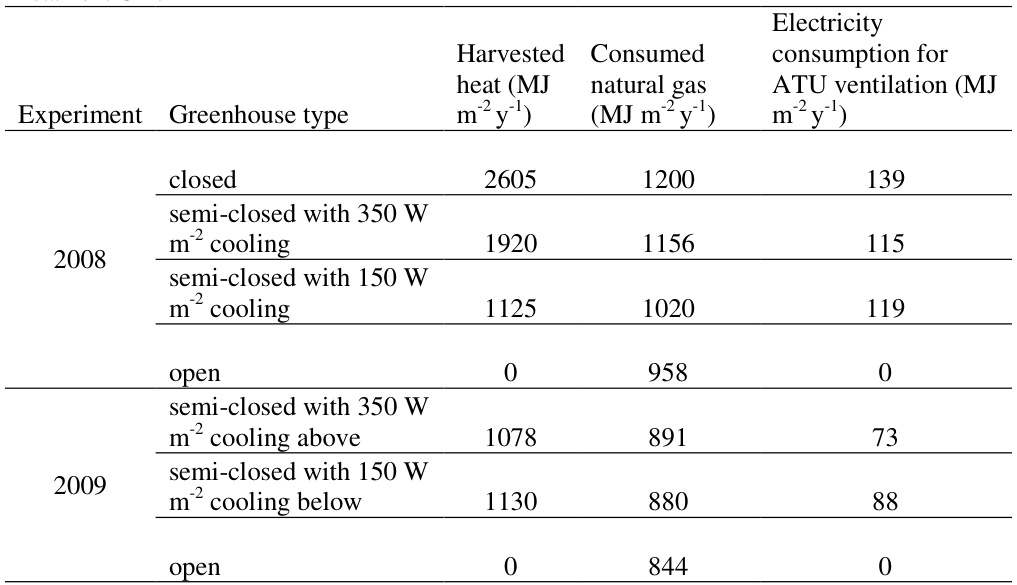 Experiment Greenhouse type Harvested heat (MJ m-2 y-1) Consumed natural gas (MJ m-2 y-1) Electricity consumption for ATU ventilation (MJ m-2 y-1)
2008
closed 2605 1200 139
semi-closed with 350 W
m-2 cooling 1920 1156 115
semi-closed with 150 W
m-2 cooling 1125 1020 119
open 0 958 0
2009
semi-closed with 350 W
m-2 cooling above 1078 891 73
semi-closed with 150 W
m-2 cooling below 1130 880 88
open 0 844 0